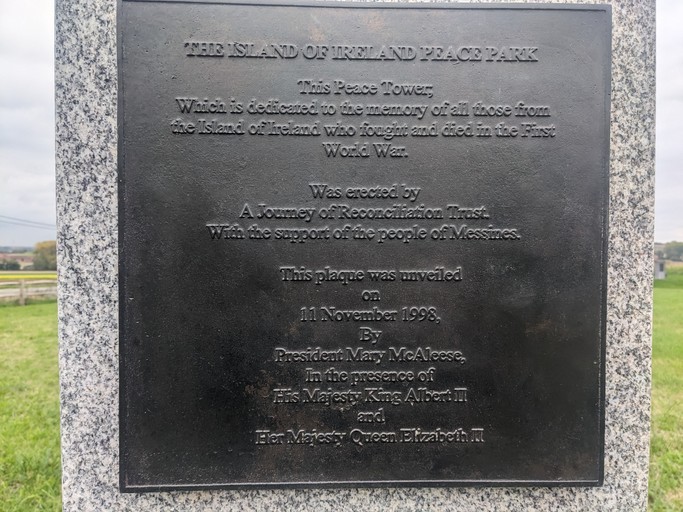 THE ISLAND OF IRELAND PEACE PARK
This Peace Tower,
Which is dedicated to the memory of all those from
the Island of Ireland who fought and died in the First
World War.
Was erected by
A Journey of Reconciliation Trust.
With the support of the people of Messines.
This plaque was unveiled
on
11 November 1998,
By
President Mary McAleese,
In the presence of
His Majesty King Albert II
and
Her Majesty Queen Elizabeth II